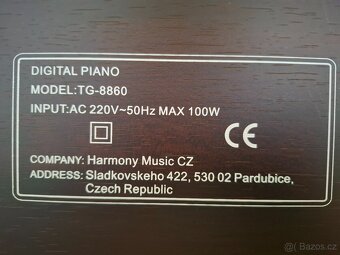 DIGITAL PIANO
MODEL:TG-8860
INPUT:AC 220V~50Hz MAX 100W
CE
COMPANY: Harmony Music CZ
ADDRESS: Sladkovskeho 422, 530 02 Pardubice,
Czech Republic
Bazos.cz